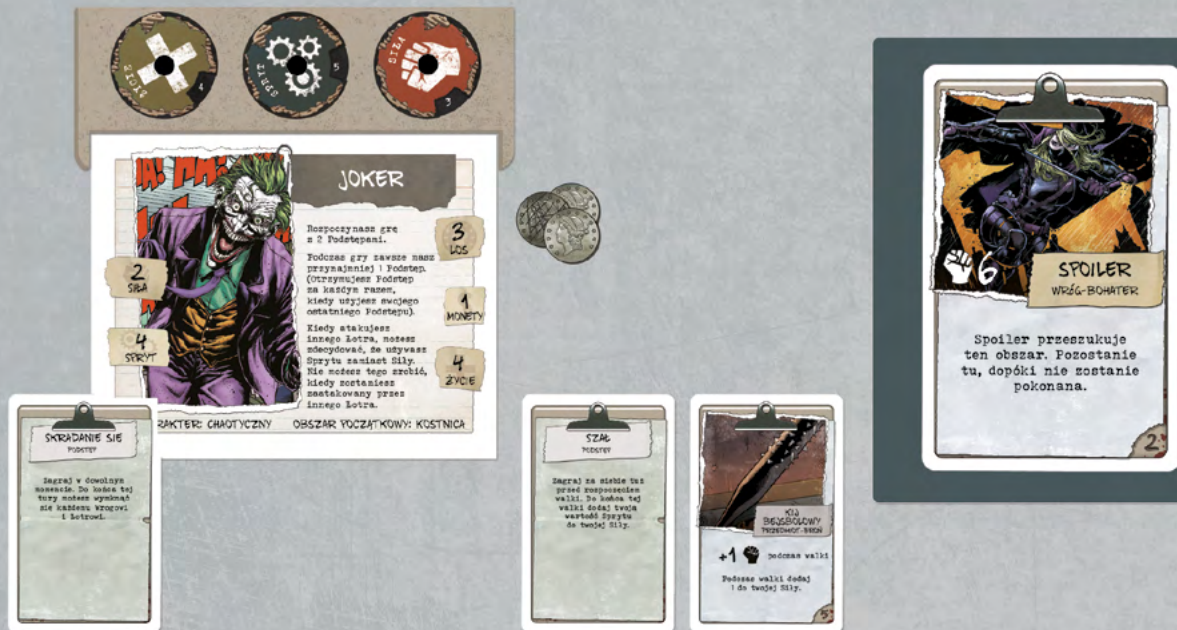 ŻYCIE
4
SPRYT
5
SIŁA
3
JOKER
Rozpoczynasz grę
z 2 Podstępami.
Podczas gry zawsze masz
przynajmniej 1 Podstęp.
(Otrzymujesz Podstęp
za każdym razem,
kiedy użyjesz swojego
ostatniego Podstępu).
Kiedy atakujesz
innego Łotra, możesz
zdecydować, że używasz
Sprytu zamiast Siły.
Nie możesz tego zrobić,
kiedy zostaniesz
zaatakowany przez
innego Łotra.
2
SIŁA
4
SPRYT
3
LOS
1
MONETY
4
ŻYCIE
RAKTER: CHAOTYCZNY
OBSZAR POCZĄTKOWY: KOSTNICA
SKRADANIE SIĘ
PODSTĘP
Zagraj w dowolnym
momencie. Do końca tej
tury możesz wymknąć
się każdemu Wrogowi
i Łotrowi.
SZAŁ
PODSTĘP
Zagraj na siebie tuż
przed rozpoczęciem
walki. Do końca tej
walki dodaj twoją
wartość Sprytu
do twojej Siły.
KIJ
BEJSBOLOWY
PRZEDMIOT-BROŃ
+1 podczas walki
Podczas walki dodaj
1 do twojej Siły.
5
6
SPOILER
WRÓG-BOHATER
Spoiler przeszukuje
ten obszar. Pozostanie
tu, dopóki nie zostanie
pokonana.
2